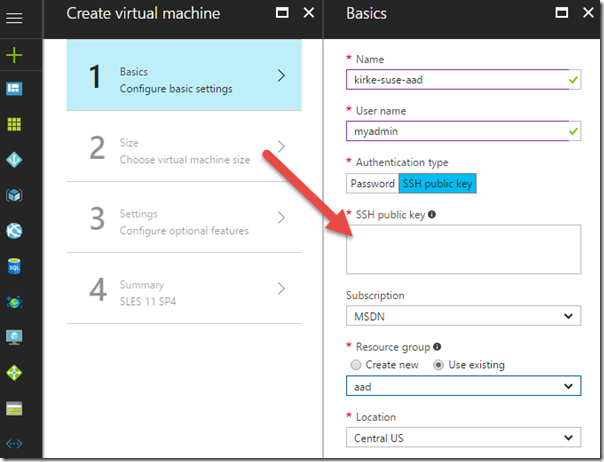 Create virtual machine
1
Basics
Configure basic settings
2
Size
Choose virtual machine size
3
Settings
Configure optional features
4
Summary
SLES 11 SP4
SQL
Basics
* Name
kirke-suse-aad
* User name
myadmin
* Authentication type
Password SSH public key
* SSH public key
Subscription
MSDN
* Resource group
Create new Use existing
aad
* Location
Central US